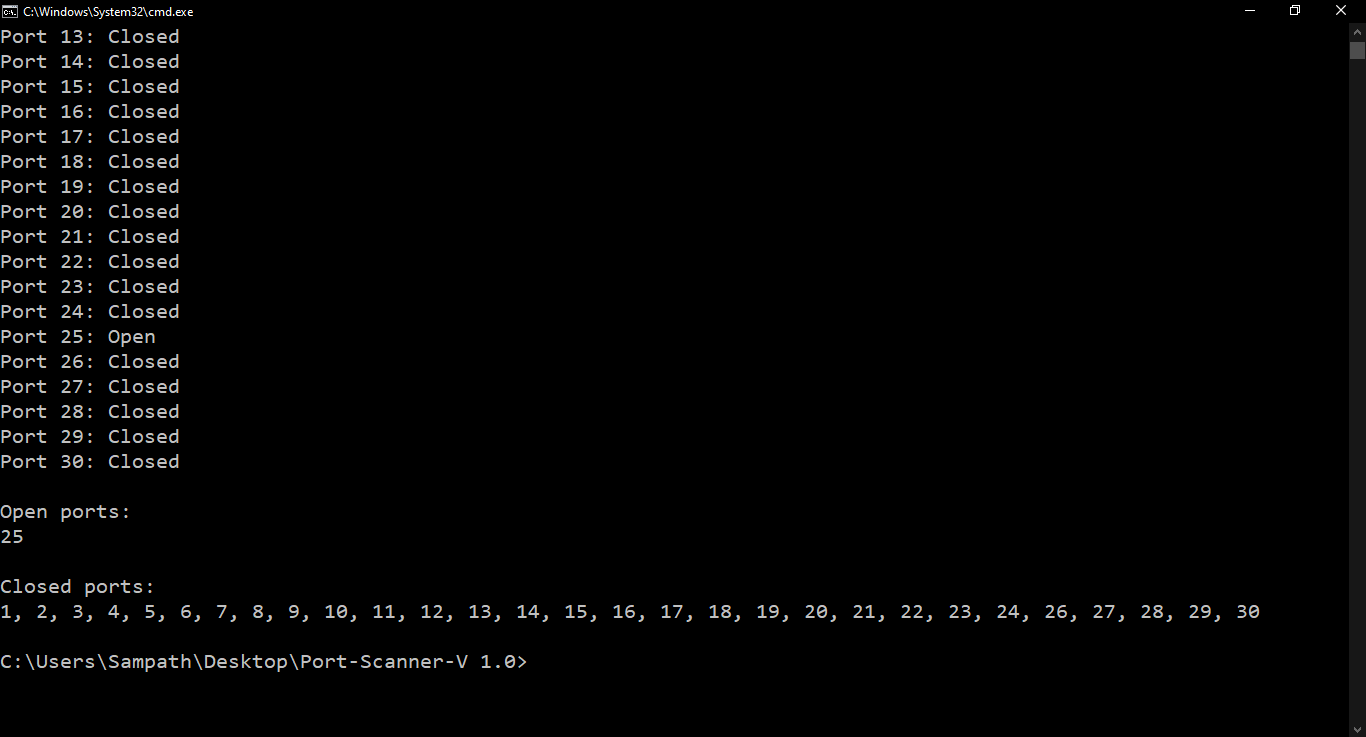 C:\Windows\System32\cmd.exe
Port 13: Closed
Port 14: Closed
Port 15: Closed
Port 16: Closed
Port 17: Closed
Port 18: Closed
Port 19: Closed
Port 20: Closed
Port 21: Closed
Port 22: Closed
Port 23: Closed
Port 24: Closed
Port 25: Open
Port 26: Closed
Port 27: Closed
Port 28: Closed
Port 29: Closed
Port 30: Closed
Open ports:
25
Closed ports:
1, 2, 3, 4, 5, 6, 7, 8, 9, 10, 11, 12, 13, 14, 15, 16, 17, 18, 19, 20, 21, 22, 23, 24, 26, 27, 28, 29, 30
C:\Users\Sampath\Desktop\Port-Scanner-V 1.0>